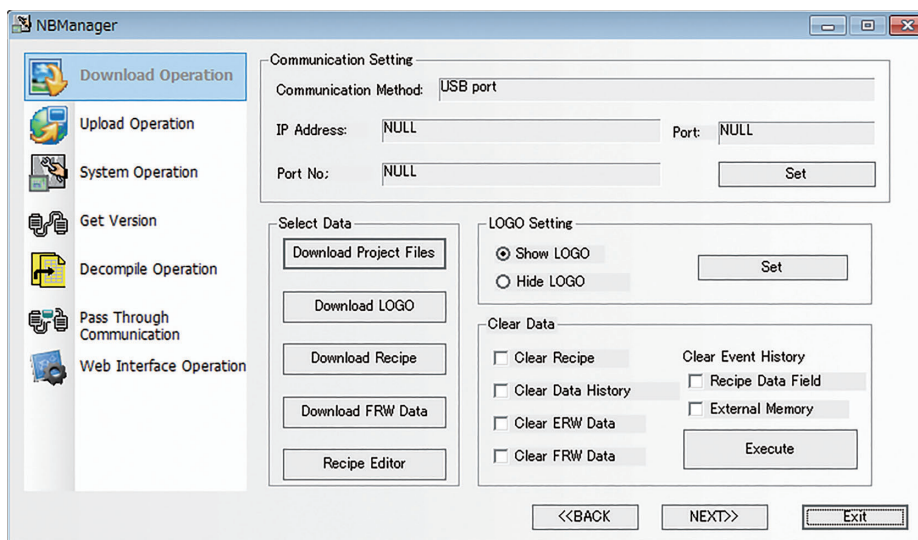 NBManager
Download Operation
Upload Operation
System Operation
Get Version
Decompile Operation
Pass Through
Communication
Web Interface Operation
Communication Setting
Communication Method: USB port
IP Address: NULL Port: NULL
Port No; NULL Set
Select Data
Download Project Files
Download LOGO
Download Recipe
Download FRW Data
Recipe Editor
LOGO Setting
Show LOGO
Hide LOGO
Set
Clear Data
Clear Recipe
Clear Data History
Clear ERW Data
Clear FRW Data
Clear Event History
Recipe Data Field
External Memory
Execute
<<BACK NEXT>> Exit